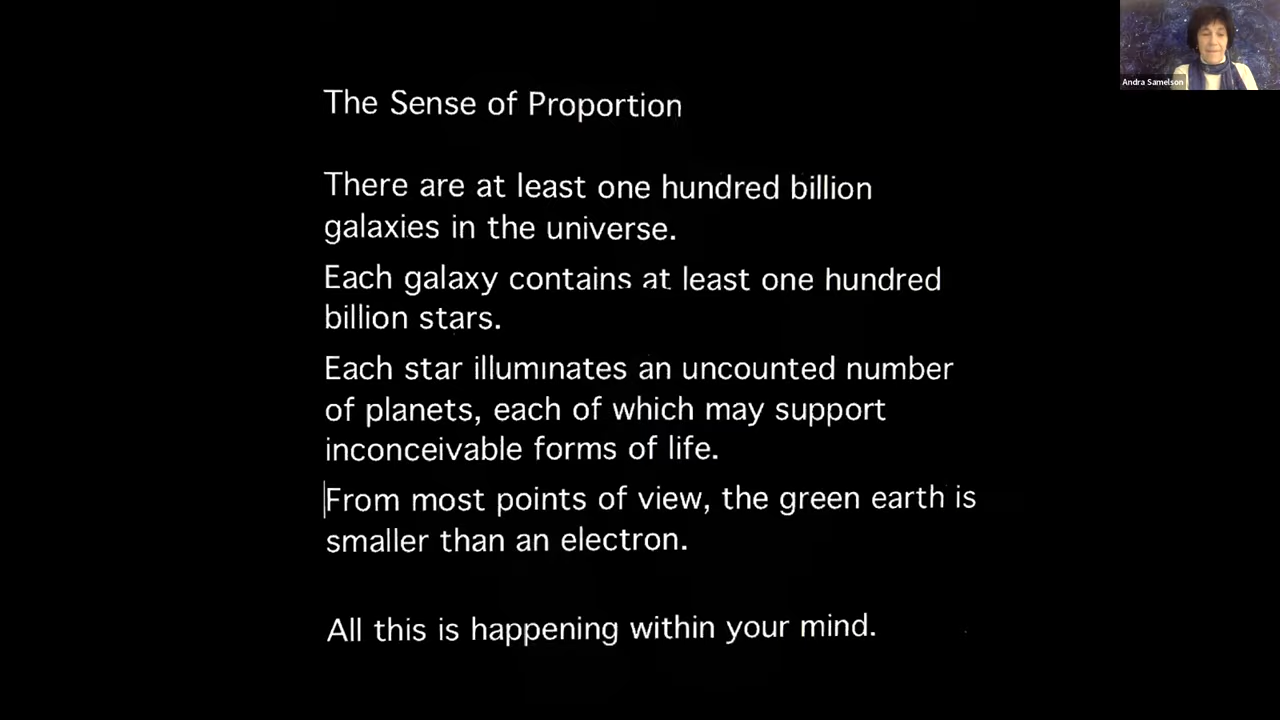 The Sense of Proportion
There are at least one hundred billion
galaxies in the universe.
Each galaxy contains at least one hundred
billion stars.
Each star illuminates an uncounted number
of planets, each of which may support
inconceivable forms of life.
From most points of view, the green earth is
smaller than an electron.
All this is happening within your mind.
Andra Samelson